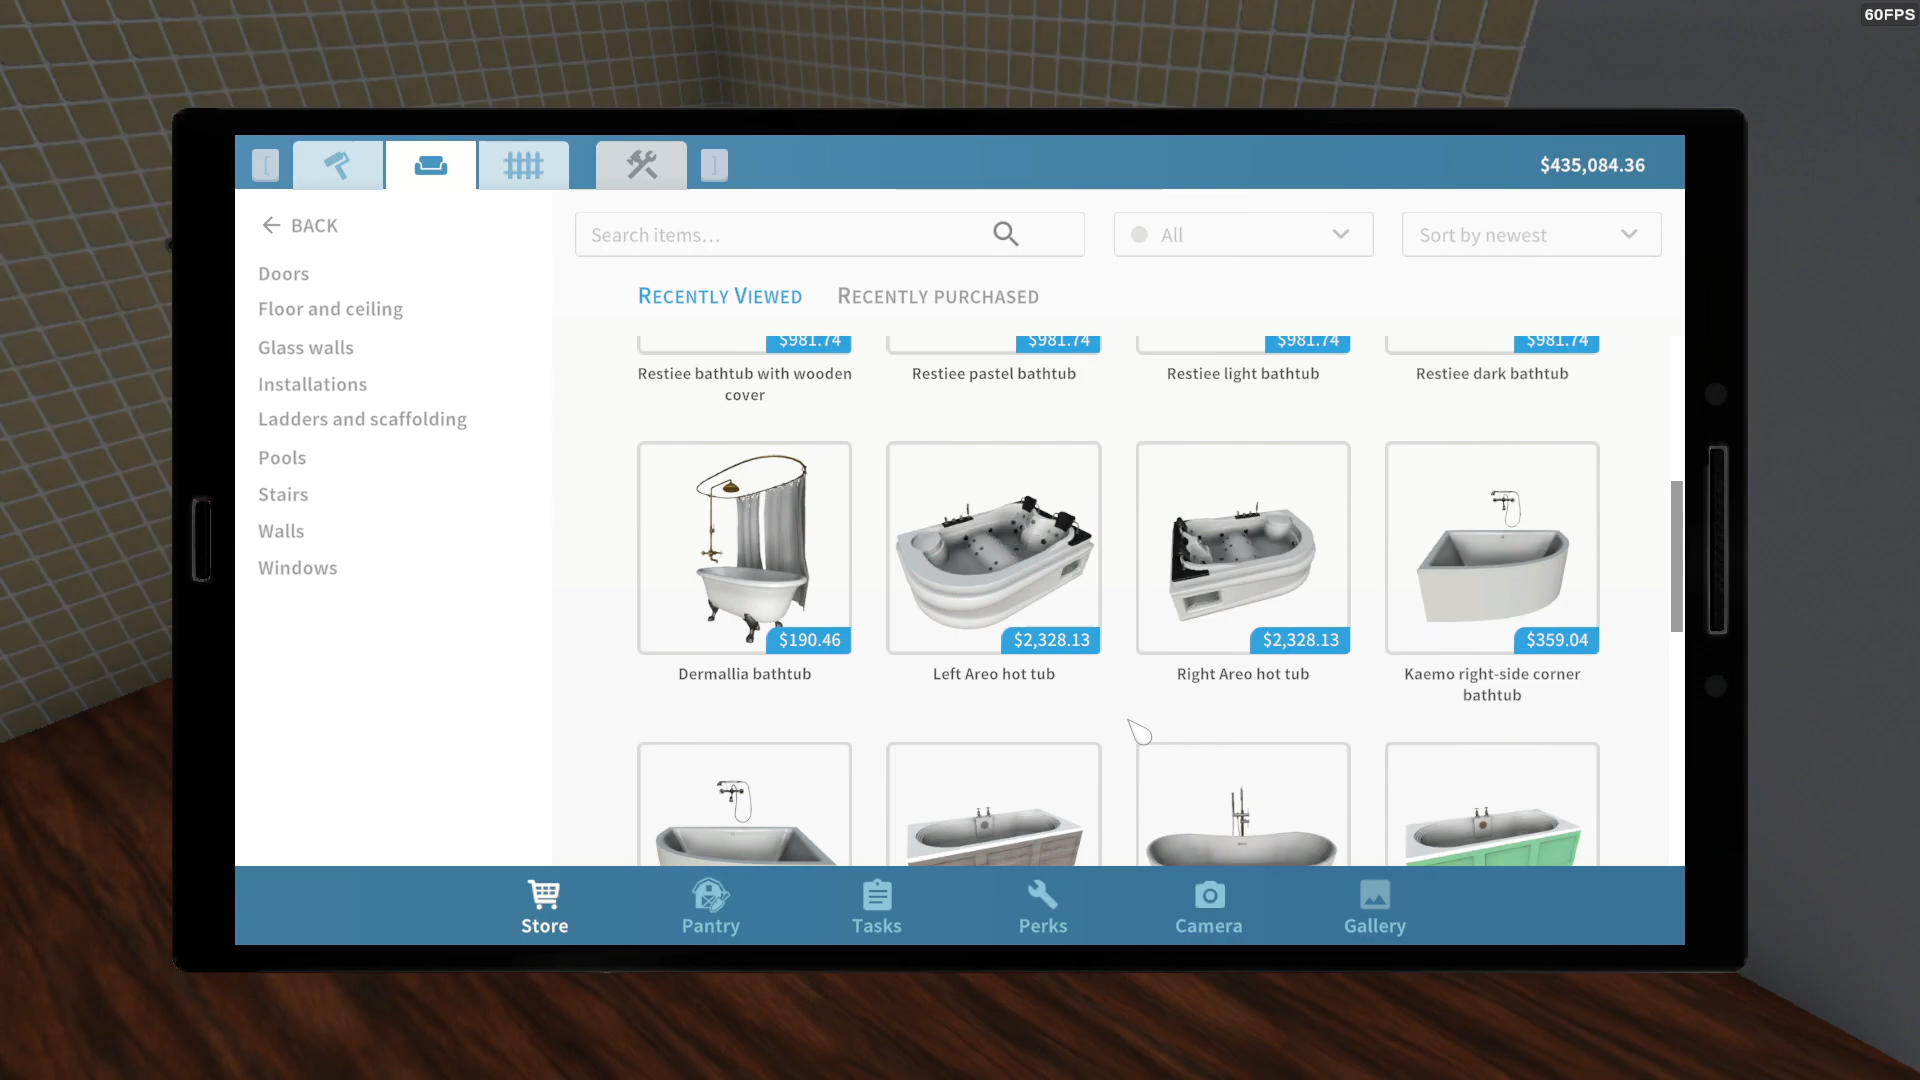 60FPS
[
]
$435,084.36
BACK
Search items...
All
Sort by newest
Doors
Floor and ceiling
Glass walls
Installations
Ladders and scaffolding
Pools
Stairs
Walls
Windows
RECENTLY VIEWED
RECENTLY PURCHASED
$981.74
$981.74
$981.74
$981.74
Restiee bathtub with wooden
cover
Restiee pastel bathtub
Restiee light bathtub
Restiee dark bathtub
$190.46
$2,328.13
$2,328.13
$359.04
Dermallia bathtub
Left Areo hot tub
Right Areo hot tub
Kaemo right-side corner
bathtub
Store
Pantry
Tasks
Perks
Camera
Gallery